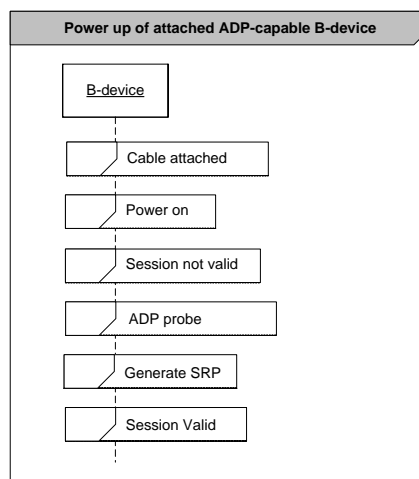 Power up of attached ADP-capable B-device
B-device
Cable attached
Power on
Session not valid
ADP probe
Generate SRP
Session Valid